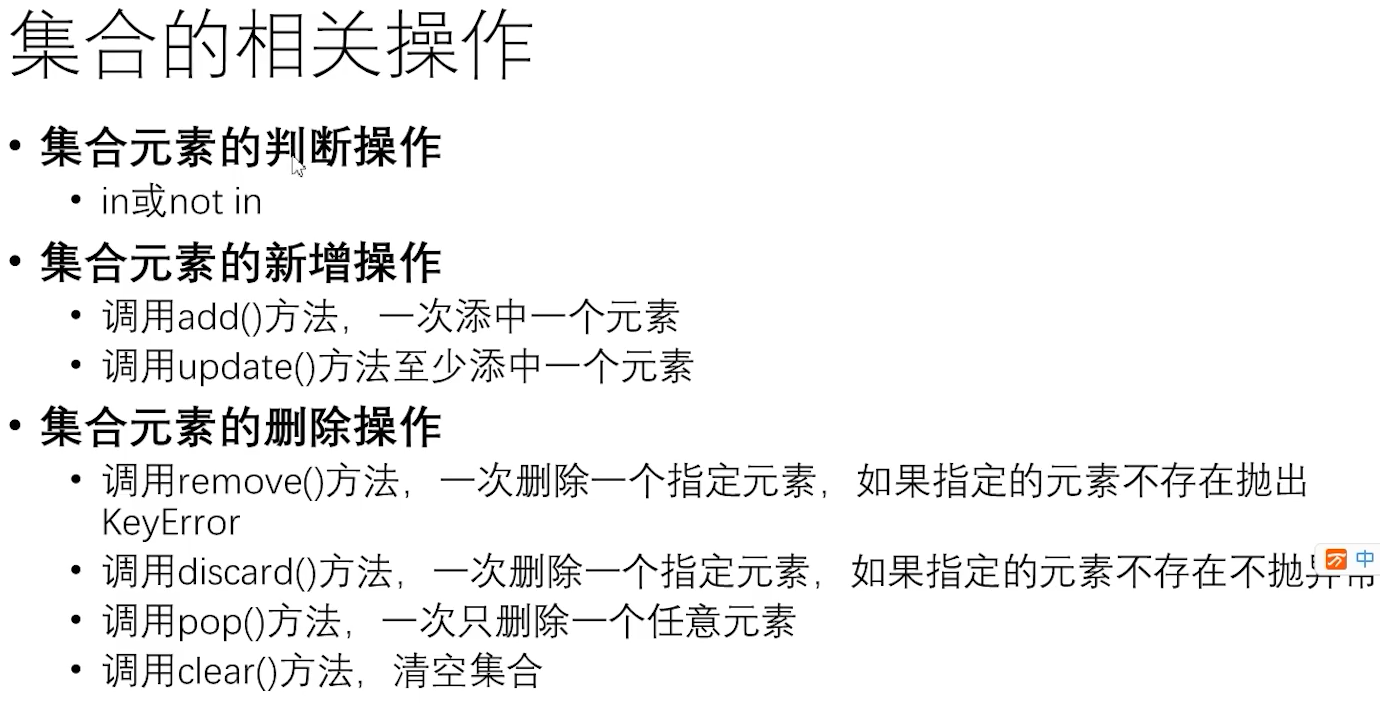 集合的相关操作
• 集合元素的判断操作
• in或not in
• 集合元素的新增操作
• 调用add()方法，一次添中一个元素
• 调用update()方法至少添中一个元素
• 集合元素的删除操作
• 调用remove()方法，一次删除一个指定元素，如果指定的元素不存在抛出
KeyError
• 调用discard()方法，一次删除一个指定元素，如果指定的元素不存在不抛异常
中
• 调用pop()方法，一次只删除一个任意元素
• 调用clear()方法，清空集合